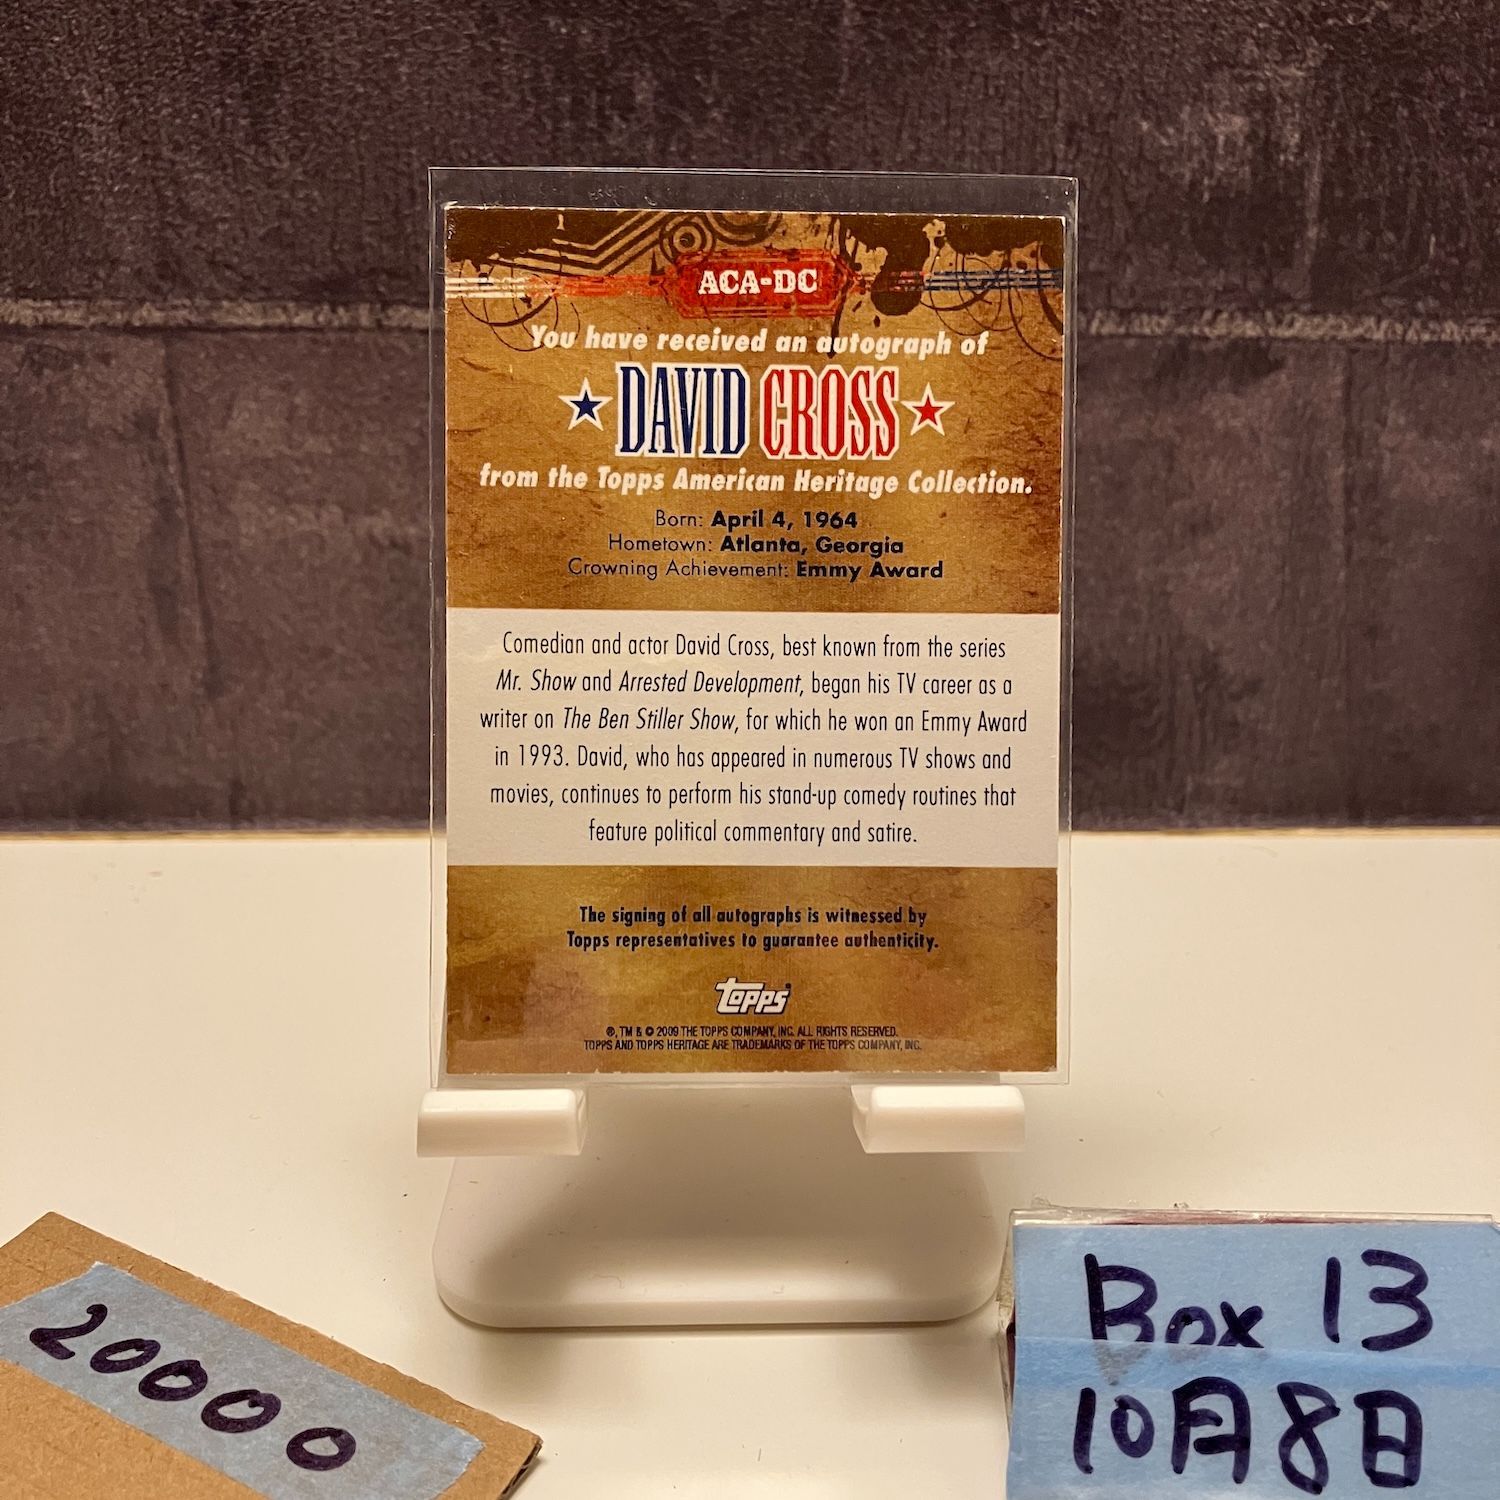 ACA-DC
You have received an autograph of
DAVID CROSS
from the Topps American Heritage Collection.
Born: April 4, 1964
Hometown: Atlanta, Georgia
Crowning Achievement: Emmy Award
Comedian and actor David Cross, best known from the series
Mr. Show and Arrested Development, began his TV career as a
writer on The Ben Stiller Show, for which he won an Emmy Award
in 1993. David, who has appeared in numerous TV shows and
movies, continues to perform his stand-up comedy routines that
feature political commentary and satire.
The signing of all autographs is witnessed by
Topps representatives to guarantee authenticity.
Topps
®, TM & © 2009 THE TOPPS COMPANY, INC. ALL RIGHTS RESERVED.
TOPPS AND TOPPS HERITAGE ARE TRADEMARKS OF THE TOPPS COMPANY, INC.
20000
Box 13
10月8日